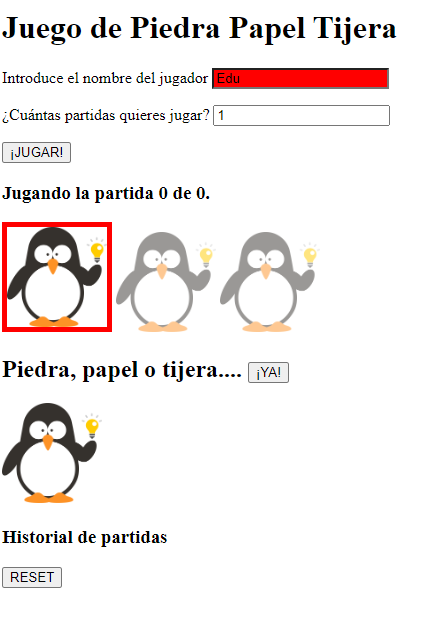 Juego de Piedra Papel Tijera
Introduce el nombre del jugador Edu
¿Cuántas partidas quieres jugar? 1
¡JUGAR!
Jugando la partida 0 de 0.
Piedra, papel o tijera.... ¡YA!
Historial de partidas
RESET